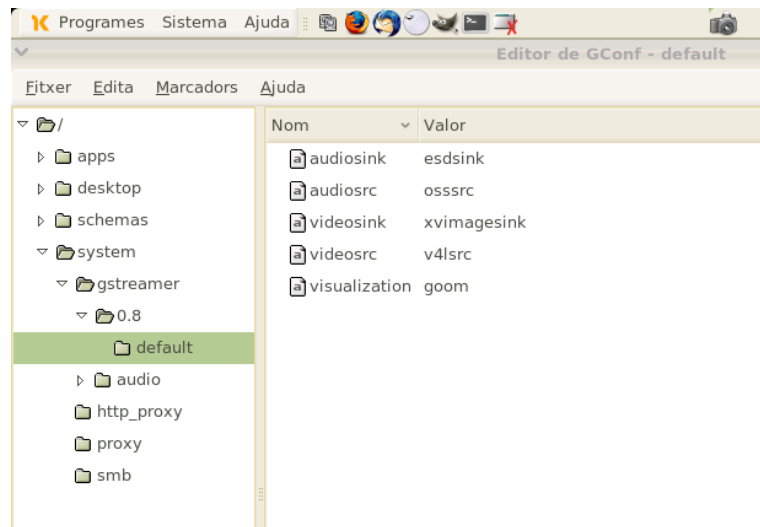 Programes Sistema Ajuda
Editor de GConf - default
Fitxer Edita Marcadors Ajuda
/
apps
desktop
schemas
system
gstreamer
0.8
default
audio
http_proxy
proxy
smb
Nom Valor
audiosink esdsink
audiosrc osssrc
videosink xvimagesink
videosrc v4lsrc
visualization goom